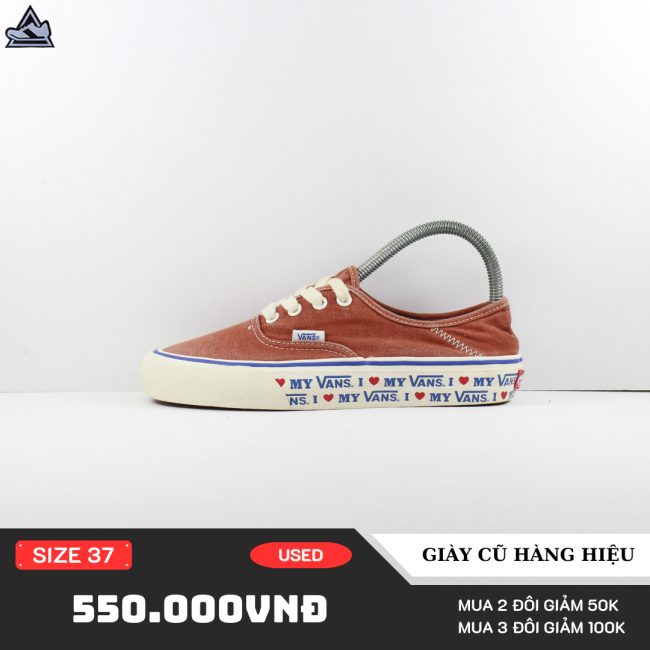 VANS
♥ MY VANS. I ♥ MY VANS. I ♥ MY VANS
NS. I ♥ MY VANS. I ♥ MY VANS. I ♥
SIZE 37
USED
GIÀY CŨ HÀNG HIỆU
550.000VNĐ
MUA 2 ĐÔI GIẢM 50K
MUA 3 ĐÔI GIẢM 100K